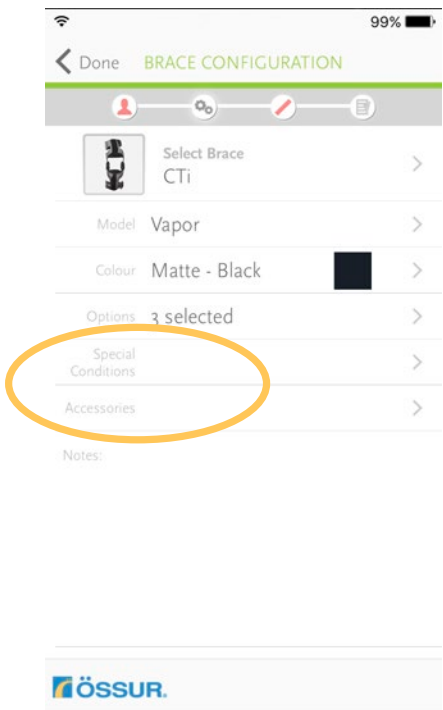 99%
Done BRACE CONFIGURATION
Select Brace
CTi
Model Vapor
Colour Matte - Black
Options 3 selected
Special
Conditions
Accessories
Notes:
ÖSSUR.